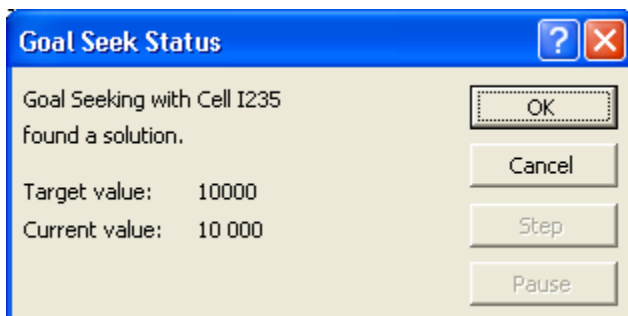 Goal Seek Status
Goal Seeking with Cell I235
found a solution.
Target value: 10000
Current value: 10 000
OK
Cancel
Step
Pause